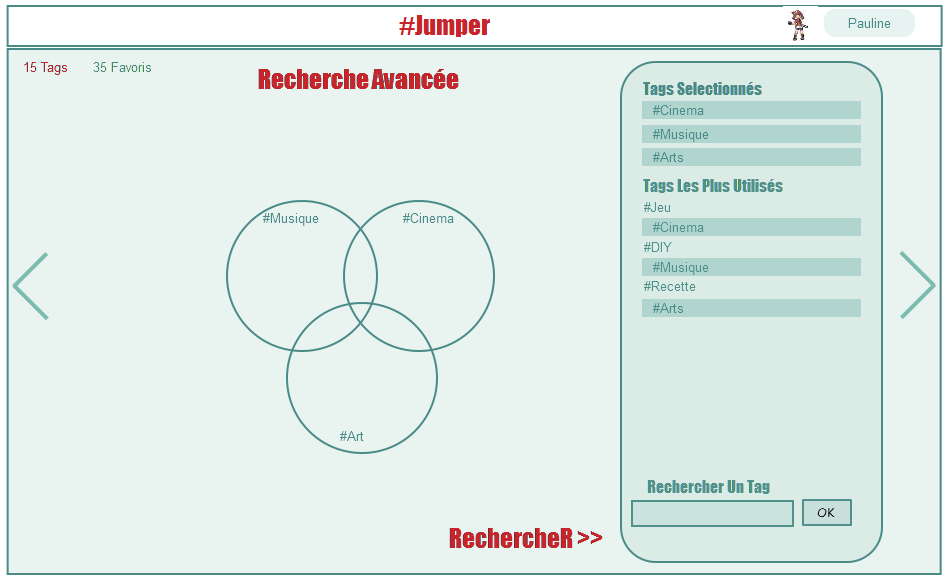 #Jumper
Pauline
15 Tags
35 Favoris
Recherche Avancée
#Musique
#Cinema
#Art
RechercheR >>
Tags Selectionnés
#Cinema
#Musique
#Arts
Tags Les Plus Utilisés
#Jeu
#Cinema
#DIY
#Musique
#Recette
#Arts
Rechercher Un Tag
OK